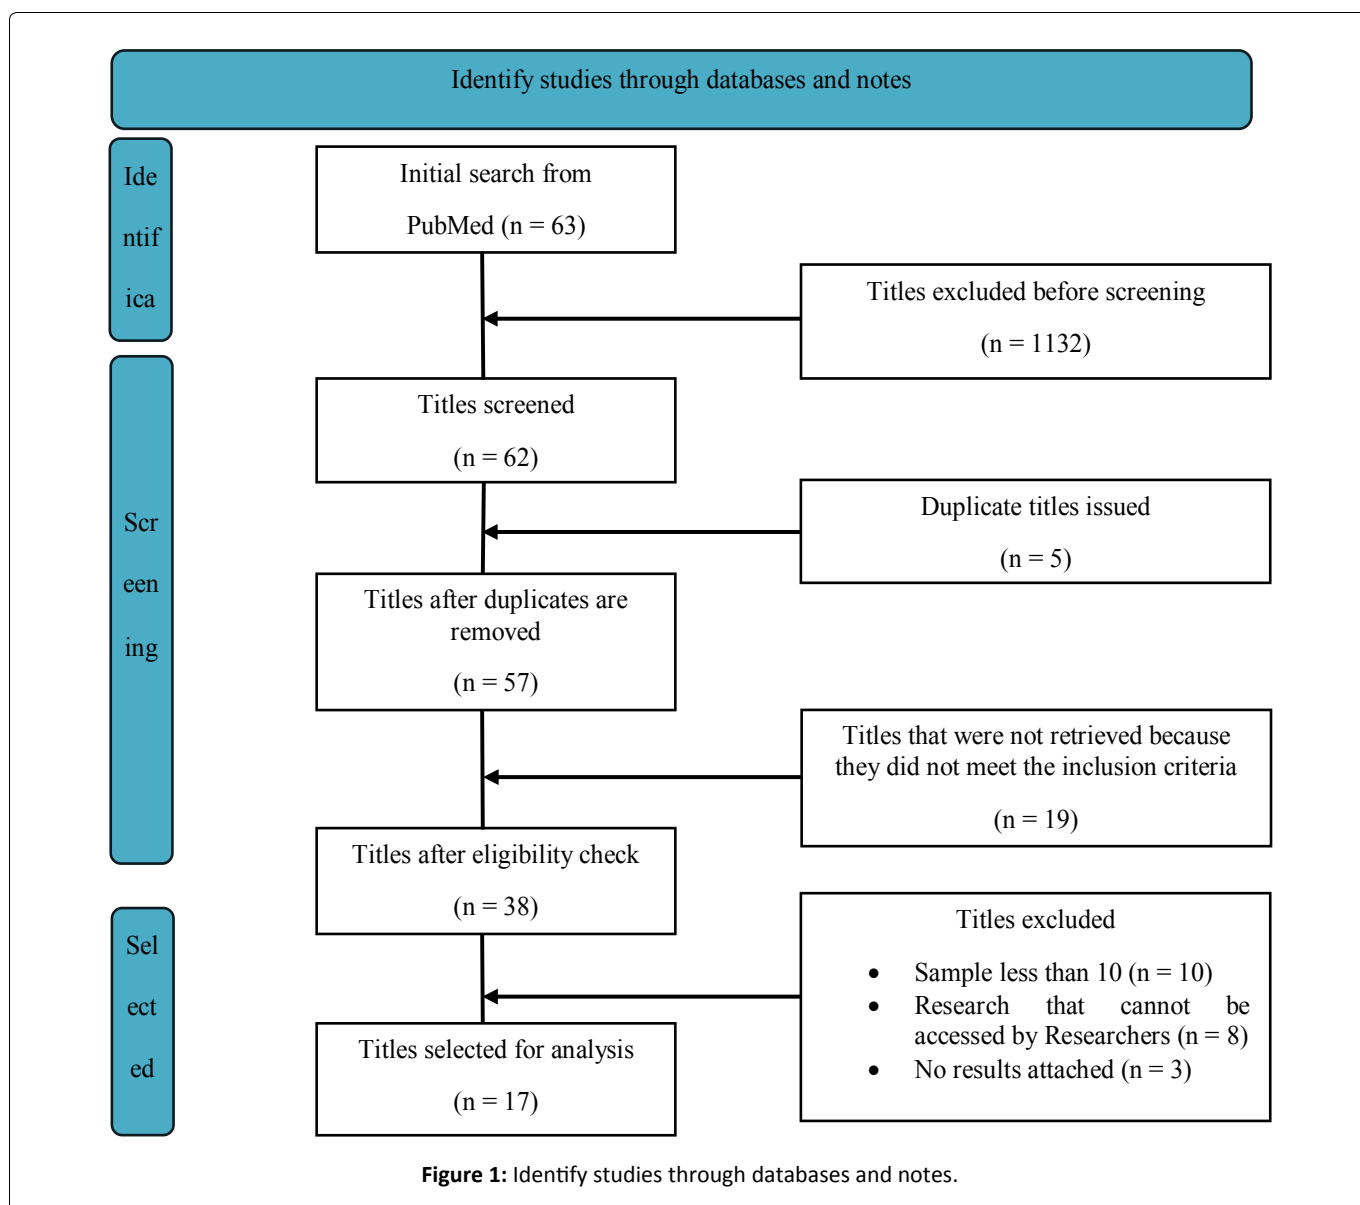 Identify studies through databases and notes
Ide
ntif
ica
Initial search from
PubMed (n = 63)
Titles excluded before screening
(n = 1132)
Scr
een
ing
Titles screened
(n = 62)
Duplicate titles issued
(n = 5)
Titles after duplicates are
removed
(n = 57)
Titles that were not retrieved because
they did not meet the inclusion criteria
(n = 19)
Titles after eligibility check
(n = 38)
Sel
ect
ed
Titles excluded
• Sample less than 10 (n = 10)
• Research that cannot be
accessed by Researchers (n = 8)
• No results attached (n = 3)
Titles selected for analysis
(n = 17)
Figure 1: Identify studies through databases and notes.